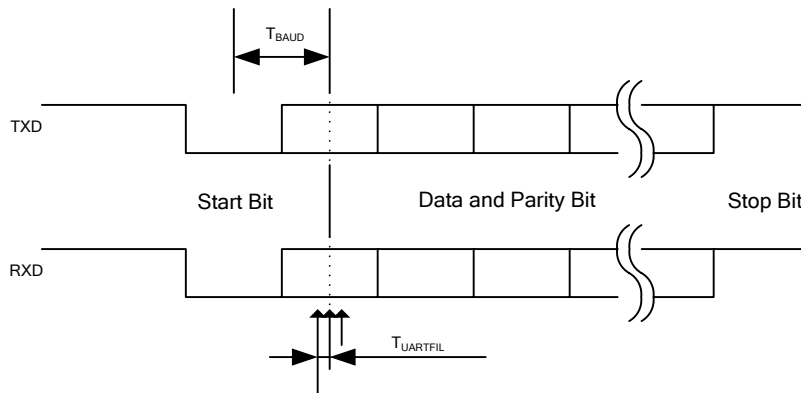 TBAUD
TXD
Start Bit
Data and Parity Bit
Stop Bit
RXD
TUARTFIL